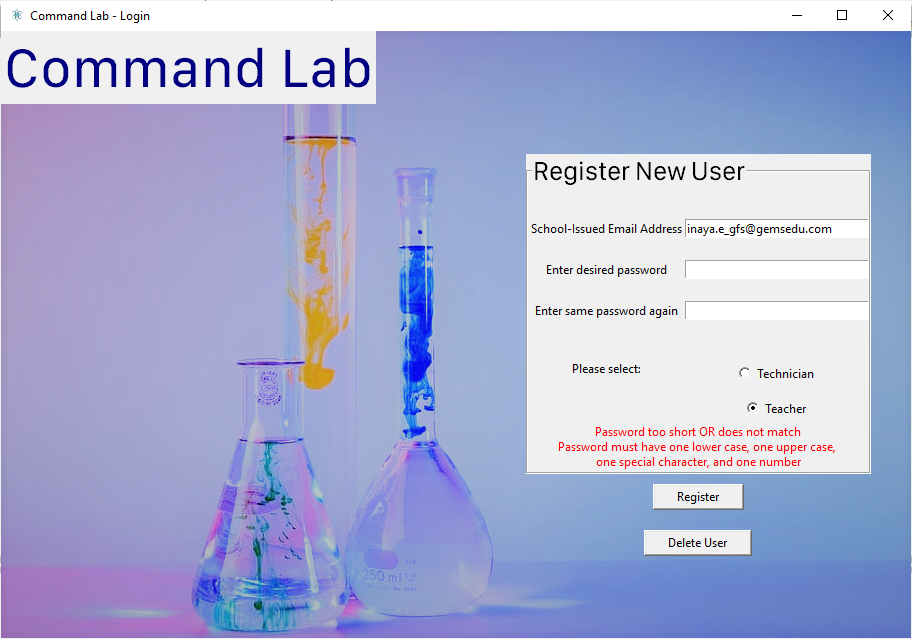 Command Lab - Login
Command Lab
Register New User
School-Issued Email Address inaya.e_gfs@gemsedu.com
Enter desired password
Enter same password again
Please select:
Technician
Teacher
Password too short OR does not match
Password must have one lower case, one upper case,
one special character, and one number
Register
Delete User
250 ml